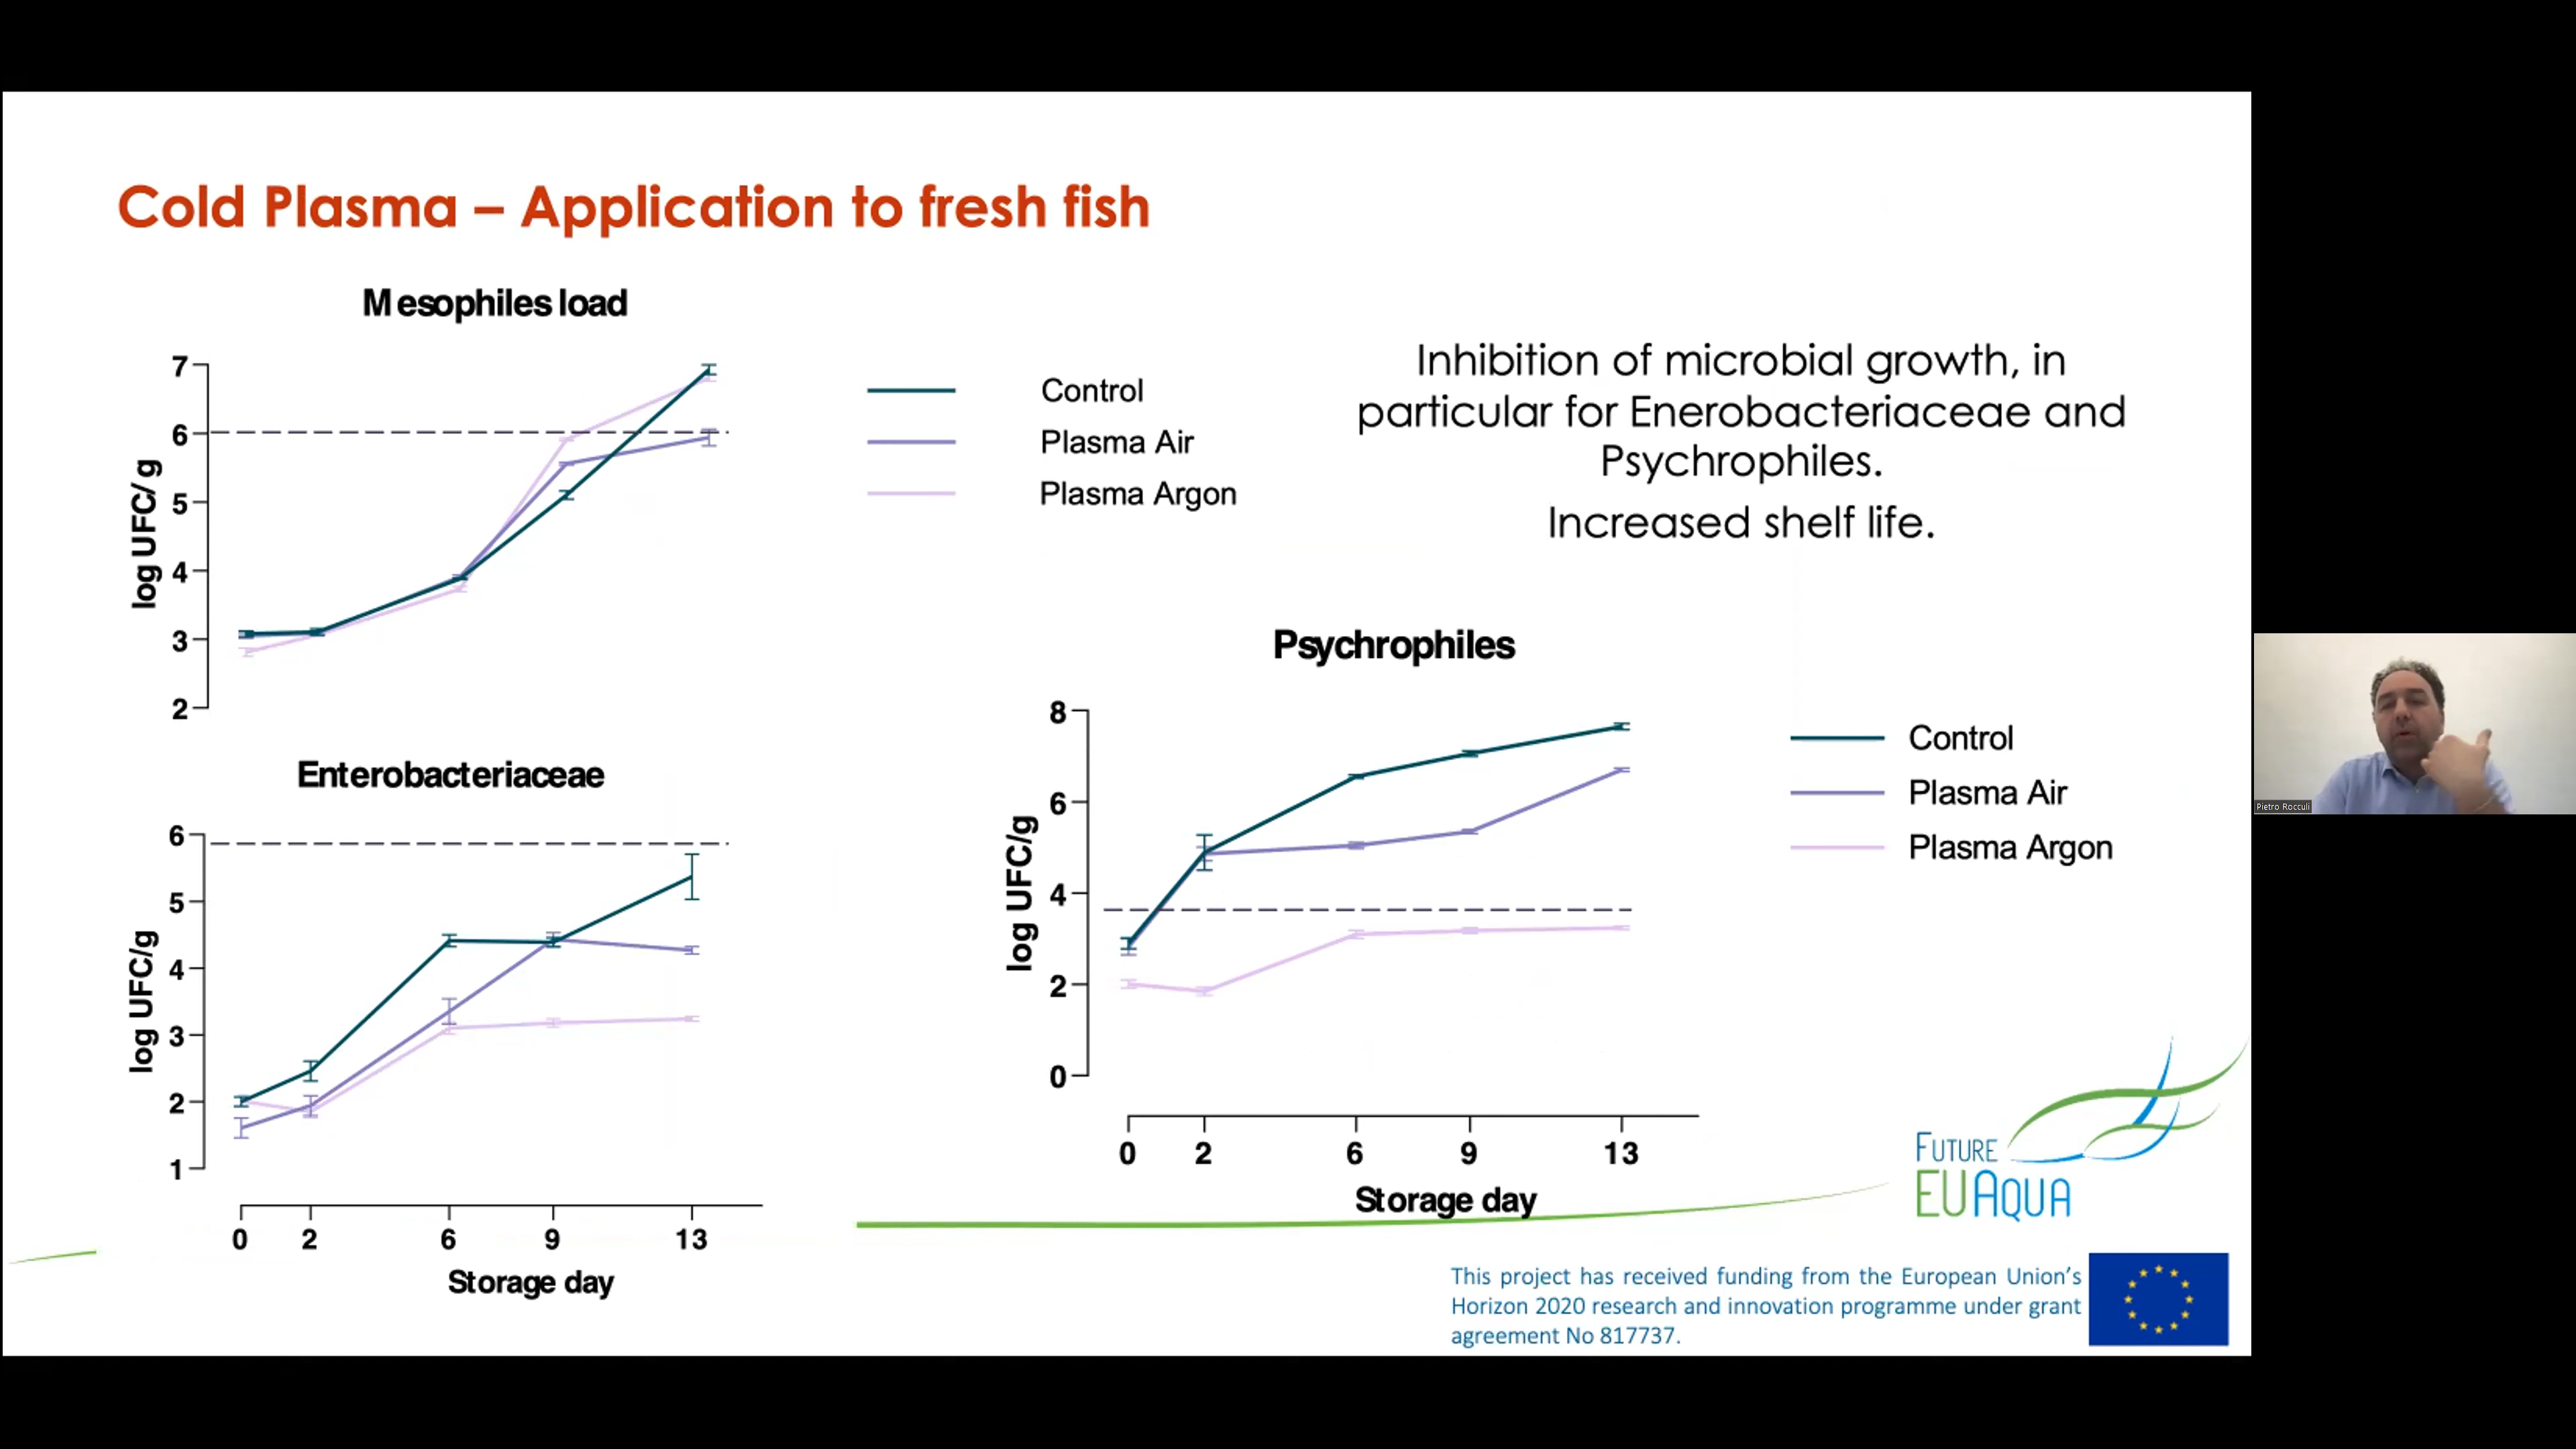 Cold Plasma – Application to fresh fish
Mesophiles load
7
6
5
4
3
2
log UFC/ g
Control
Plasma Air
Plasma Argon
Inhibition of microbial growth, in
particular for Enerobacteriaceae and
Psychrophiles.
Increased shelf life.
Enterobacteriaceae
6
5
4
3
2
1
log UFC/g
0 2 6 9 13
Storage day
Psychrophiles
8
6
4
2
0
log UFC/g
0 2 6 9 13
Storage day
Control
Plasma Air
Plasma Argon
FUTURE
EUAQUA
This project has received funding from the European Union’s
Horizon 2020 research and innovation programme under grant
agreement No 817737.
Pietro Rocculi